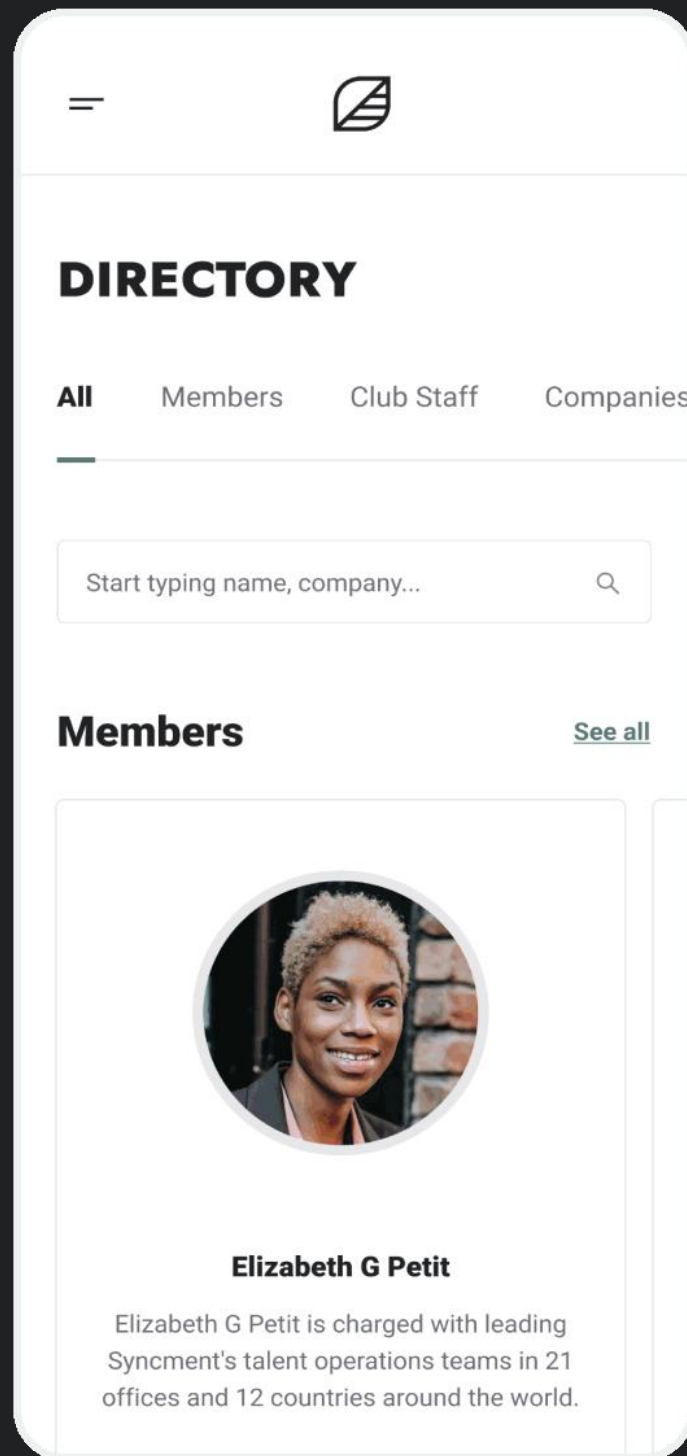 DIRECTORY
All Members Club Staff Companies
Start typing name, company...
Members See all
Elizabeth G Petit
Elizabeth G Petit is charged with leading
Syncment's talent operations teams in 21
offices and 12 countries around the world.